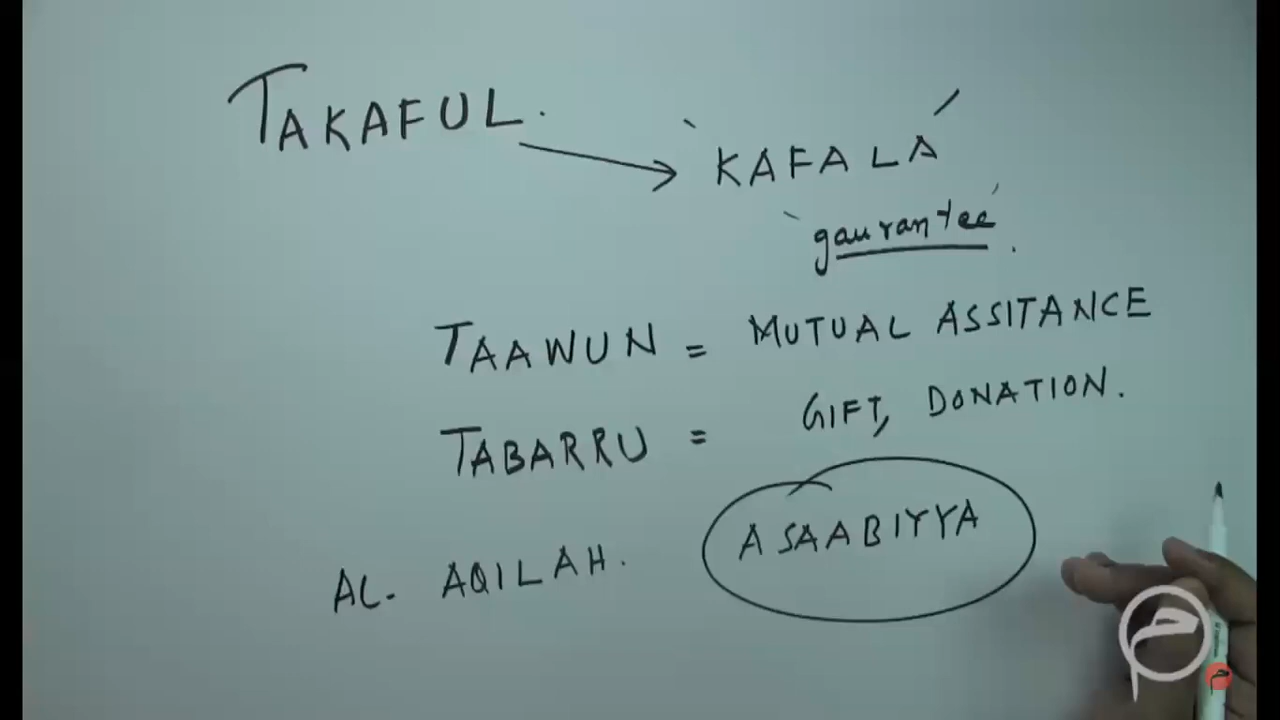 TAKAFUL.
'KAFALA'
'gaurantee'.
TAAWUN = MUTUAL ASSITANCE
TABARRU = GIFT, DONATION.
AL- AQILAH. ASAABIYYA